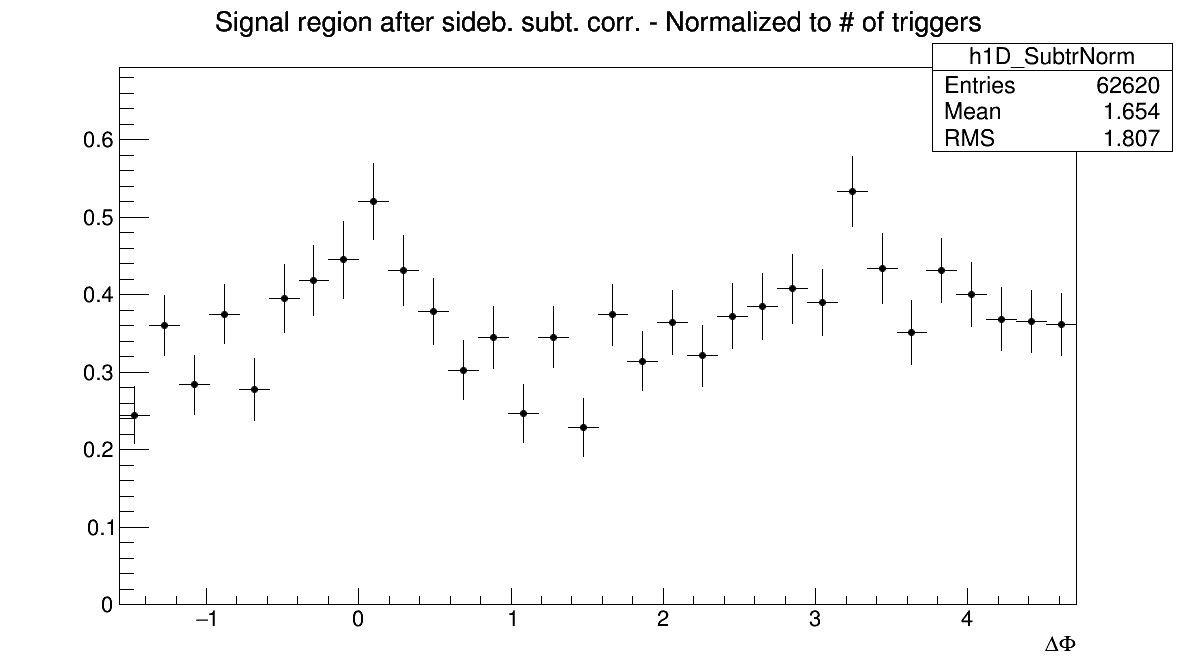 Signal region after sideb. subt. corr. - Normalized to # of triggers
h1D_SubtrNorm
Entries 62620
Mean 1.654
RMS 1.807
0.6
0.5
0.4
0.3
0.2
0.1
0
−1 0 1 2 3 4
ΔΦ